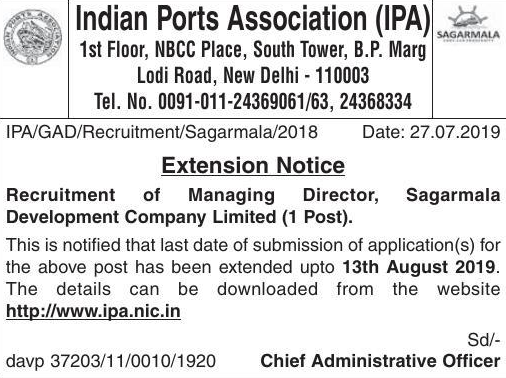 Indian Ports Association (IPA)
1st Floor, NBCC Place, South Tower, B.P. Marg
Lodi Road, New Delhi - 110003
Tel. No. 0091-011-24369061/63, 24368334
INDIAN PORTS ASSOCIATION
SAGARMALA
IPA/GAD/Recruitment/Sagarmala/2018 Date: 27.07.2019
Extension Notice
Recruitment of Managing Director, Sagarmala
Development Company Limited (1 Post).
This is notified that last date of submission of application(s) for
the above post has been extended upto 13th August 2019.
The details can be downloaded from the website
http://www.ipa.nic.in
Sd/-
davp 37203/11/0010/1920 Chief Administrative Officer